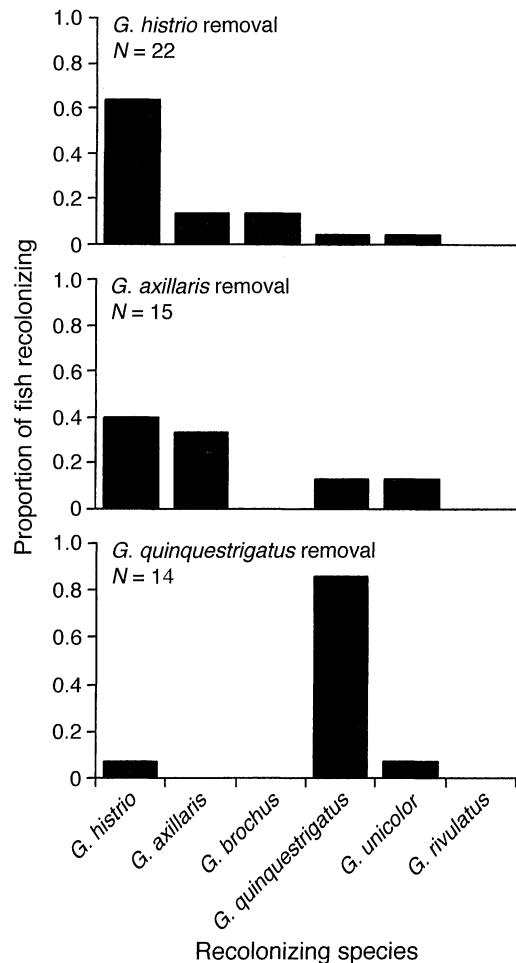 Proportion of fish recolonizing
G. histrio removal
N = 22
1.0
0.8
0.6
0.4
0.2
0
G. axillaris removal
N = 15
1.0
0.8
0.6
0.4
0.2
0
G. quinquestrigatus removal
N = 14
1.0
0.8
0.6
0.4
0.2
0
G. histrio
G. axillaris
G. brochus
G. quinquestrigatus
G. unicolor
G. rivulatus
Recolonizing species